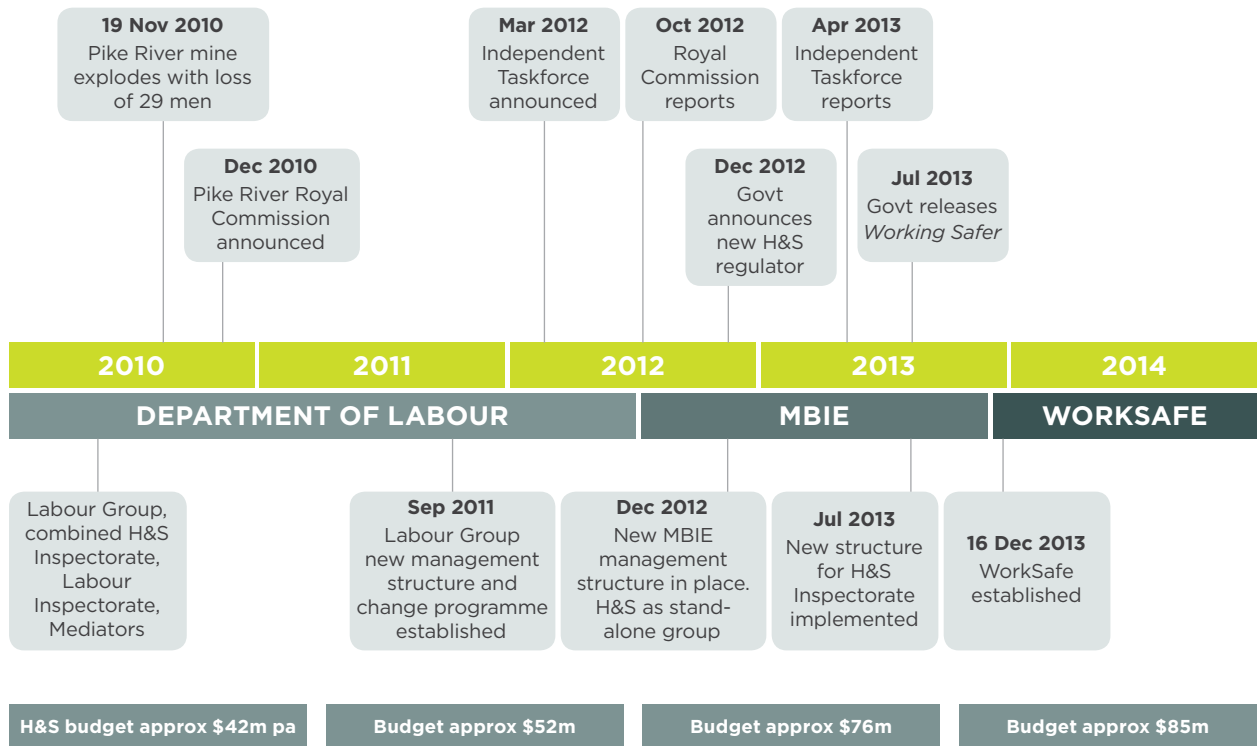 19 Nov 2010
Pike River mine
explodes with loss
of 29 men
Mar 2012
Independent
Taskforce
announced
Oct 2012
Royal
Commission
reports
Apr 2013
Independent
Taskforce
reports
Dec 2010
Pike River Royal
Commission
announced
Dec 2012
Govt
announces
new H&S
regulator
Jul 2013
Govt releases
Working Safer
2010
2011
2012
2013
2014
DEPARTMENT OF LABOUR
MBIE
WORKSAFE
Labour Group,
combined H&S
Inspectorate,
Labour
Inspectorate,
Mediators
Sep 2011
Labour Group
new management
structure and
change programme
established
Dec 2012
New MBIE
management
structure in place.
H&S as stand-
alone group
Jul 2013
New structure
for H&S
Inspectorate
implemented
16 Dec 2013
WorkSafe
established
H&S budget approx $42m pa
Budget approx $52m
Budget approx $76m
Budget approx $85m